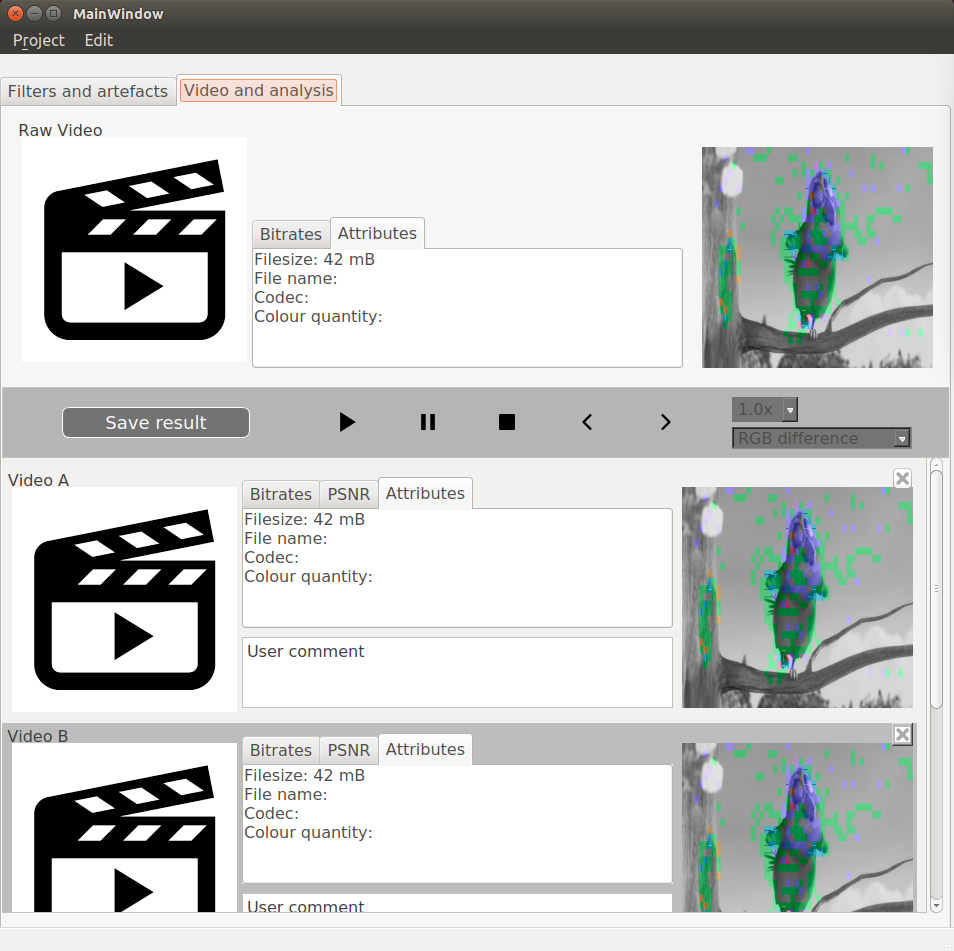 MainWindow
Project Edit
Filters and artefacts Video and analysis
Raw Video
Bitrates Attributes
Filesize: 42 mB
File name:
Codec:
Colour quantity:
Save result
1.0x
RGB difference
Video A
Bitrates PSNR Attributes
Filesize: 42 mB
File name:
Codec:
Colour quantity:
User comment
Video B
Bitrates PSNR Attributes
Filesize: 42 mB
File name:
Codec:
Colour quantity:
User comment